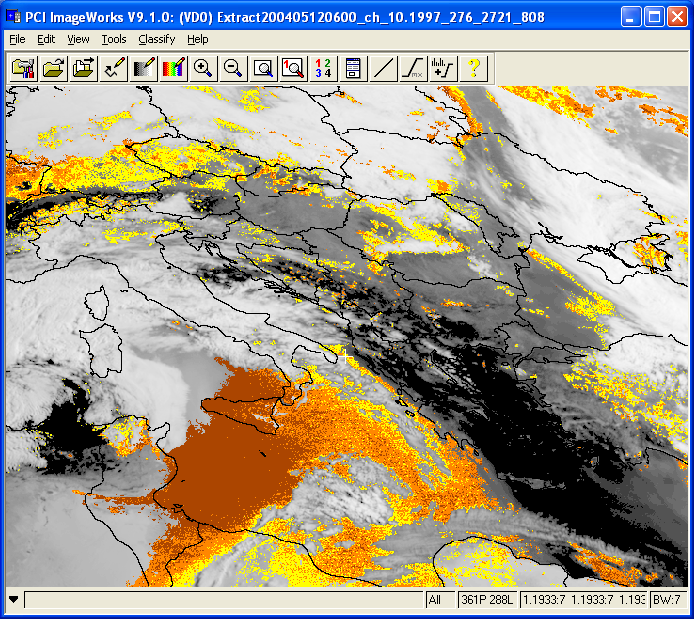 PCI ImageWorks V9.1.0: (VDO) Extract200405120600_ch_10.1997_276_2721_808
File Edit View Tools Classify Help
1 2 3 4
All 361P 288L 1.1933:7 1.1933:7 1.193 BW:7